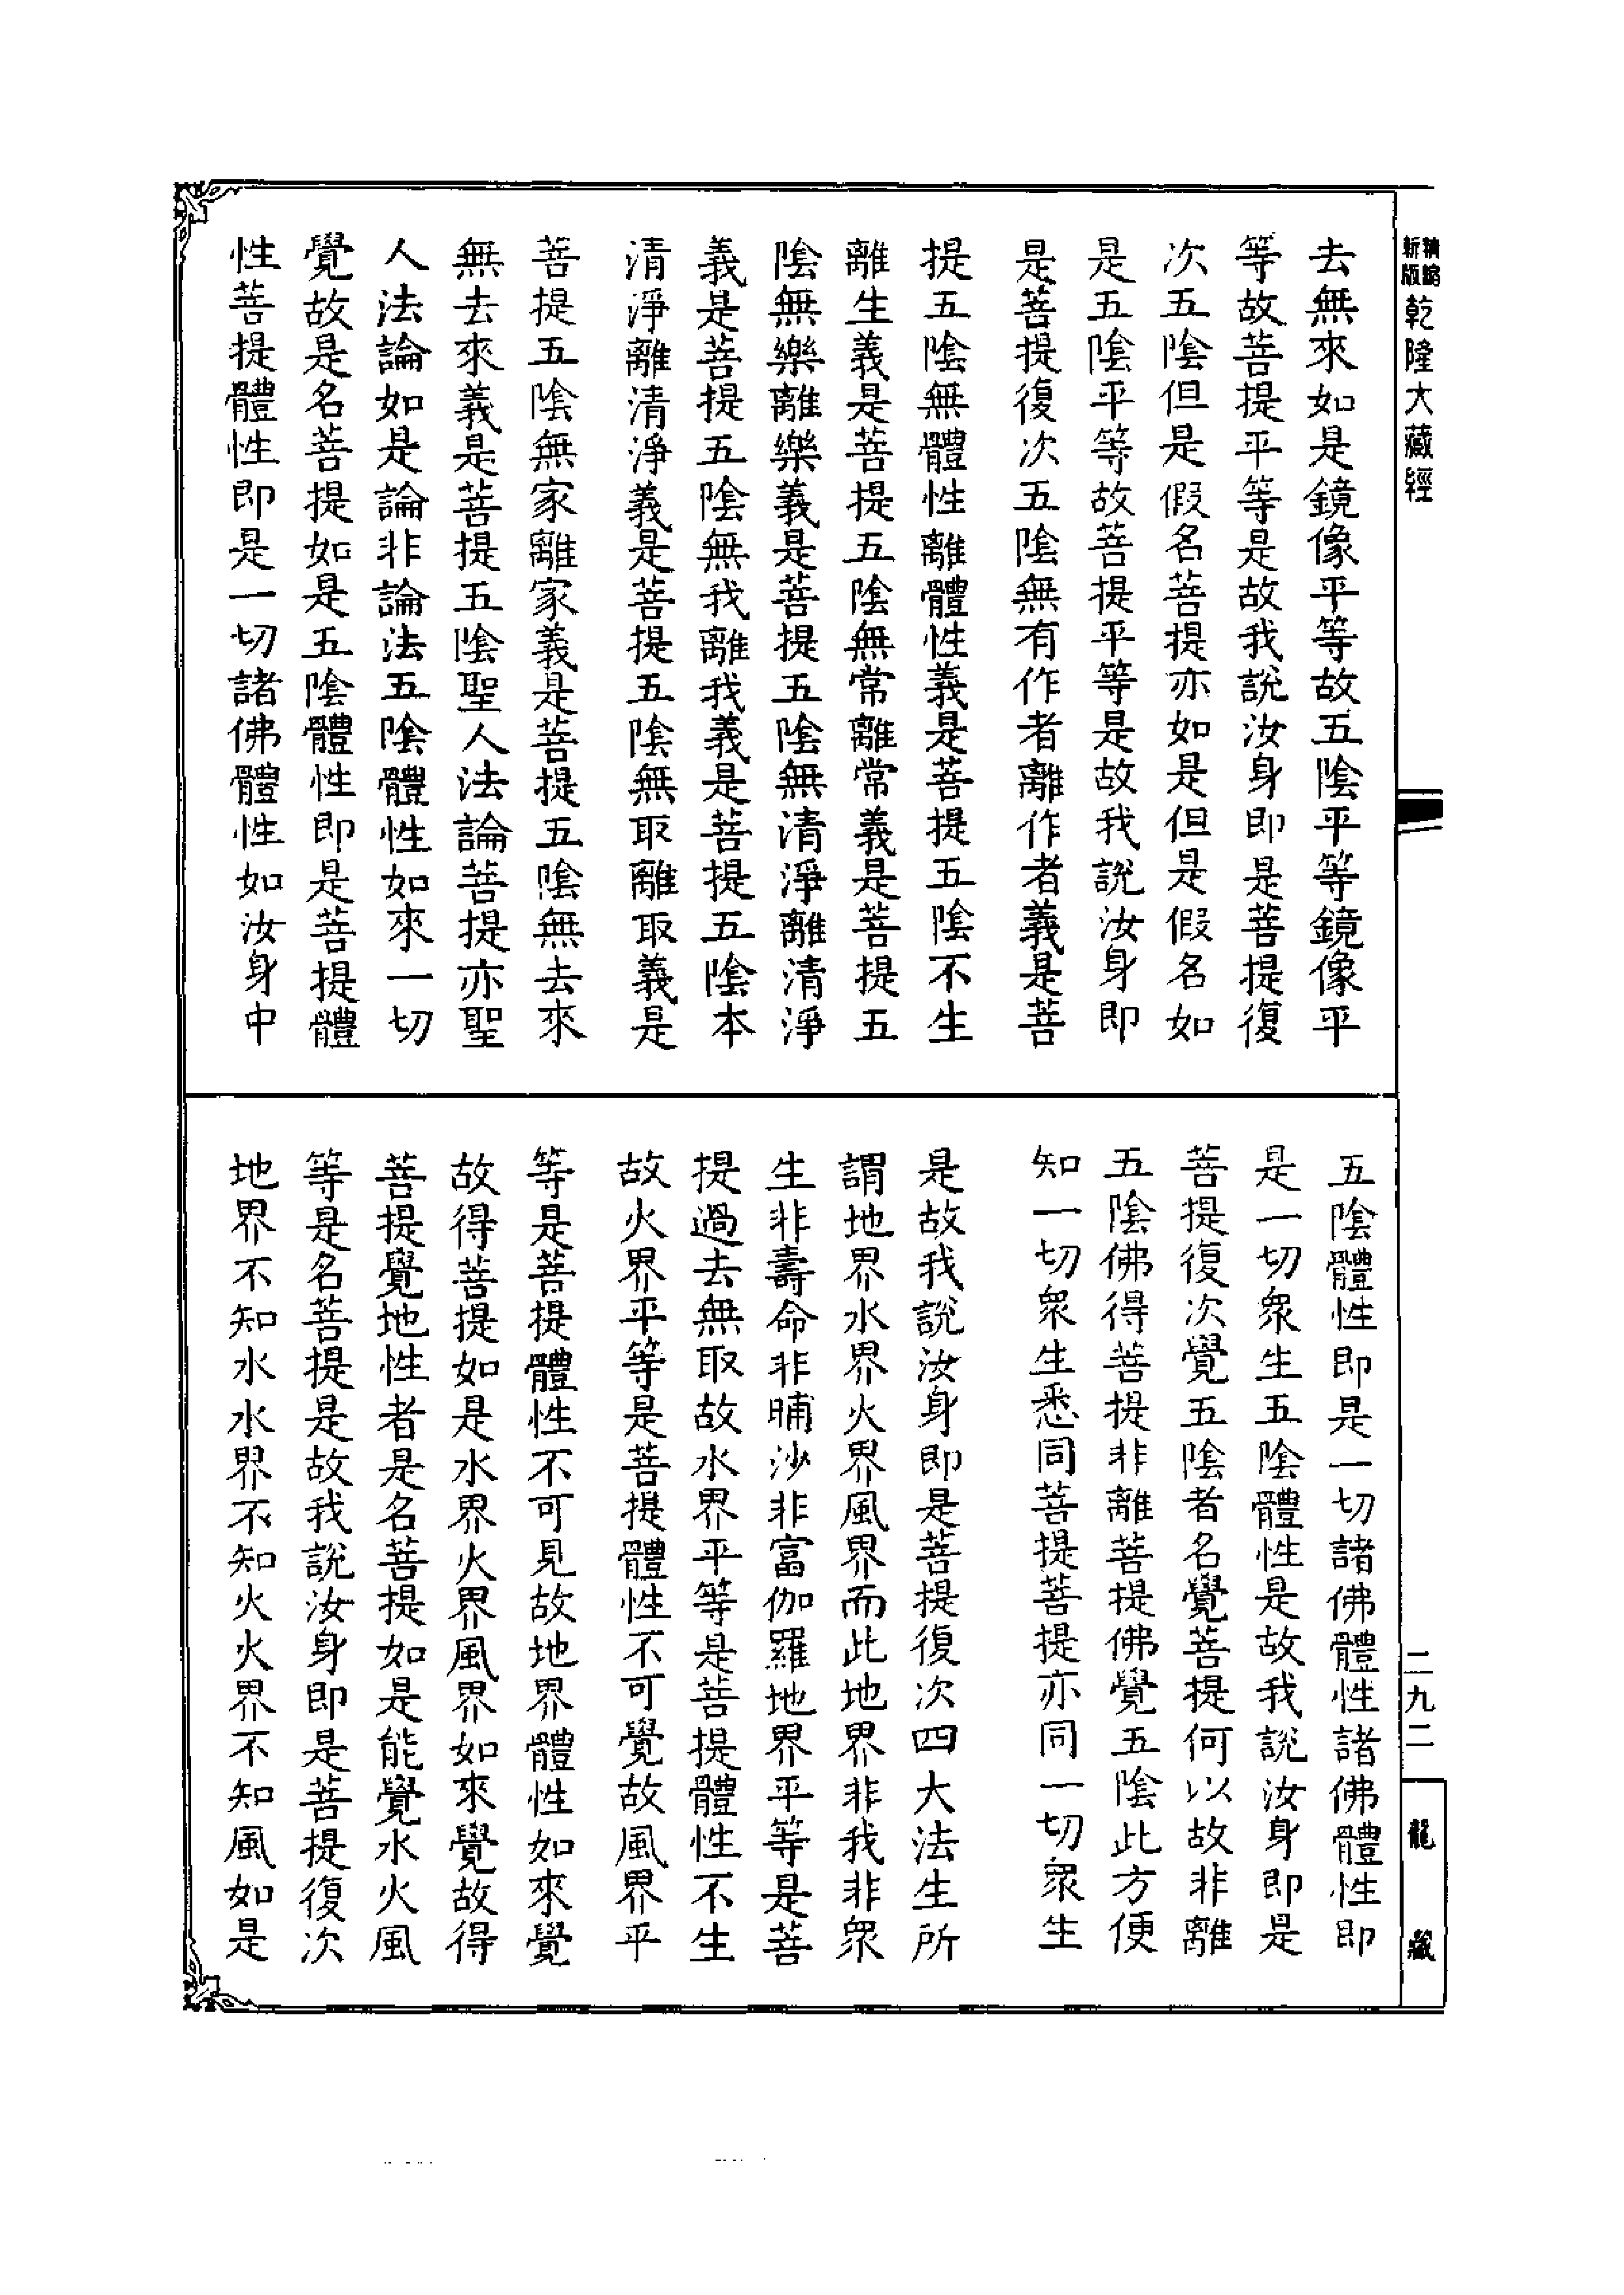 精縮
新版
乾隆大藏經
去無來如是鏡像平等故五陰平等鏡像平
等故菩提平等是故我說汝身即是菩提復
次五陰但是假名菩提亦如是但是假名如
是五陰平等故菩提平等是故我說汝身即
是菩提復次五陰無有作者離作者義是菩
提五陰無體性離體性義是菩提五陰不生
離生義是菩提五陰無常離常義是菩提五
陰無樂離樂義是菩提五陰無清淨離清淨
義是菩提五陰無我離我義是菩提五陰本
清淨離清淨義是菩提五陰無取離取義是
菩提五陰無家離家義是菩提五陰無去來
無去來義是菩提五陰聖人法論菩提亦聖
人法論如是論非論法五陰體性如來一切
覺故是名菩提如是五陰體性即是菩提體
性菩提體性即是一切諸佛體性如汝身中
五陰體性即是一切諸佛體性諸佛體性即
是一切衆生五陰體性是故我說汝身即是
菩提復次覺五陰者名覺菩提何以故非離
五陰佛得菩提非離菩提佛覺五陰此方便
知一切衆生悉同菩提菩提亦同一切衆生
是故我說汝身即是菩提復次四大法生所
謂地界水界火界風界而此地界非我非衆
生非壽命非晡沙非富伽羅地界平等是菩
提過去無取故水界平等是菩提體性不生
故火界平等是菩提體性不可覺故風界平
等是菩提體性不可見故地界體性如來覺
故得菩提如是水界火界風界如來覺故得
菩提覺地性者是名菩提如是能覺水火風
等是名菩提是故我說汝身即是菩提復次
地界不知水水界不知火火界不知風如是
二九二
龍藏